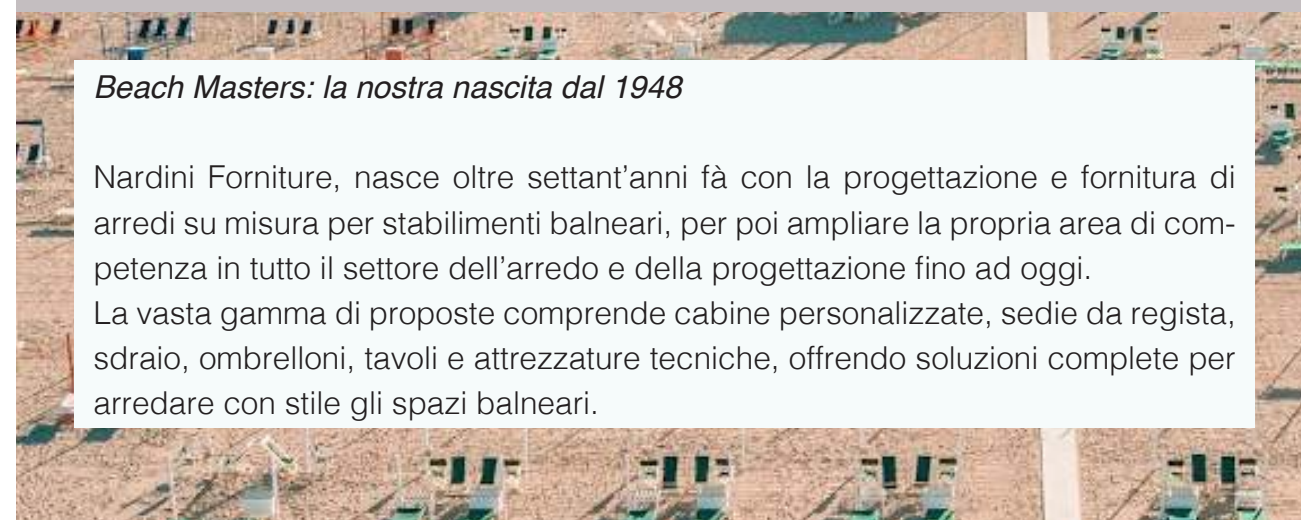 Beach Masters: la nostra nascita dal 1948
Nardini Forniture, nasce oltre settant'anni fà con la progettazione e fornitura di
arredi su misura per stabilimenti balneari, per poi ampliare la propria area di com-
petenza in tutto il settore dell'arredo e della progettazione fino ad oggi.
La vasta gamma di proposte comprende cabine personalizzate, sedie da regista,
sdraio, ombrelloni, tavoli e attrezzature tecniche, offrendo soluzioni complete per
arredare con stile gli spazi balneari.